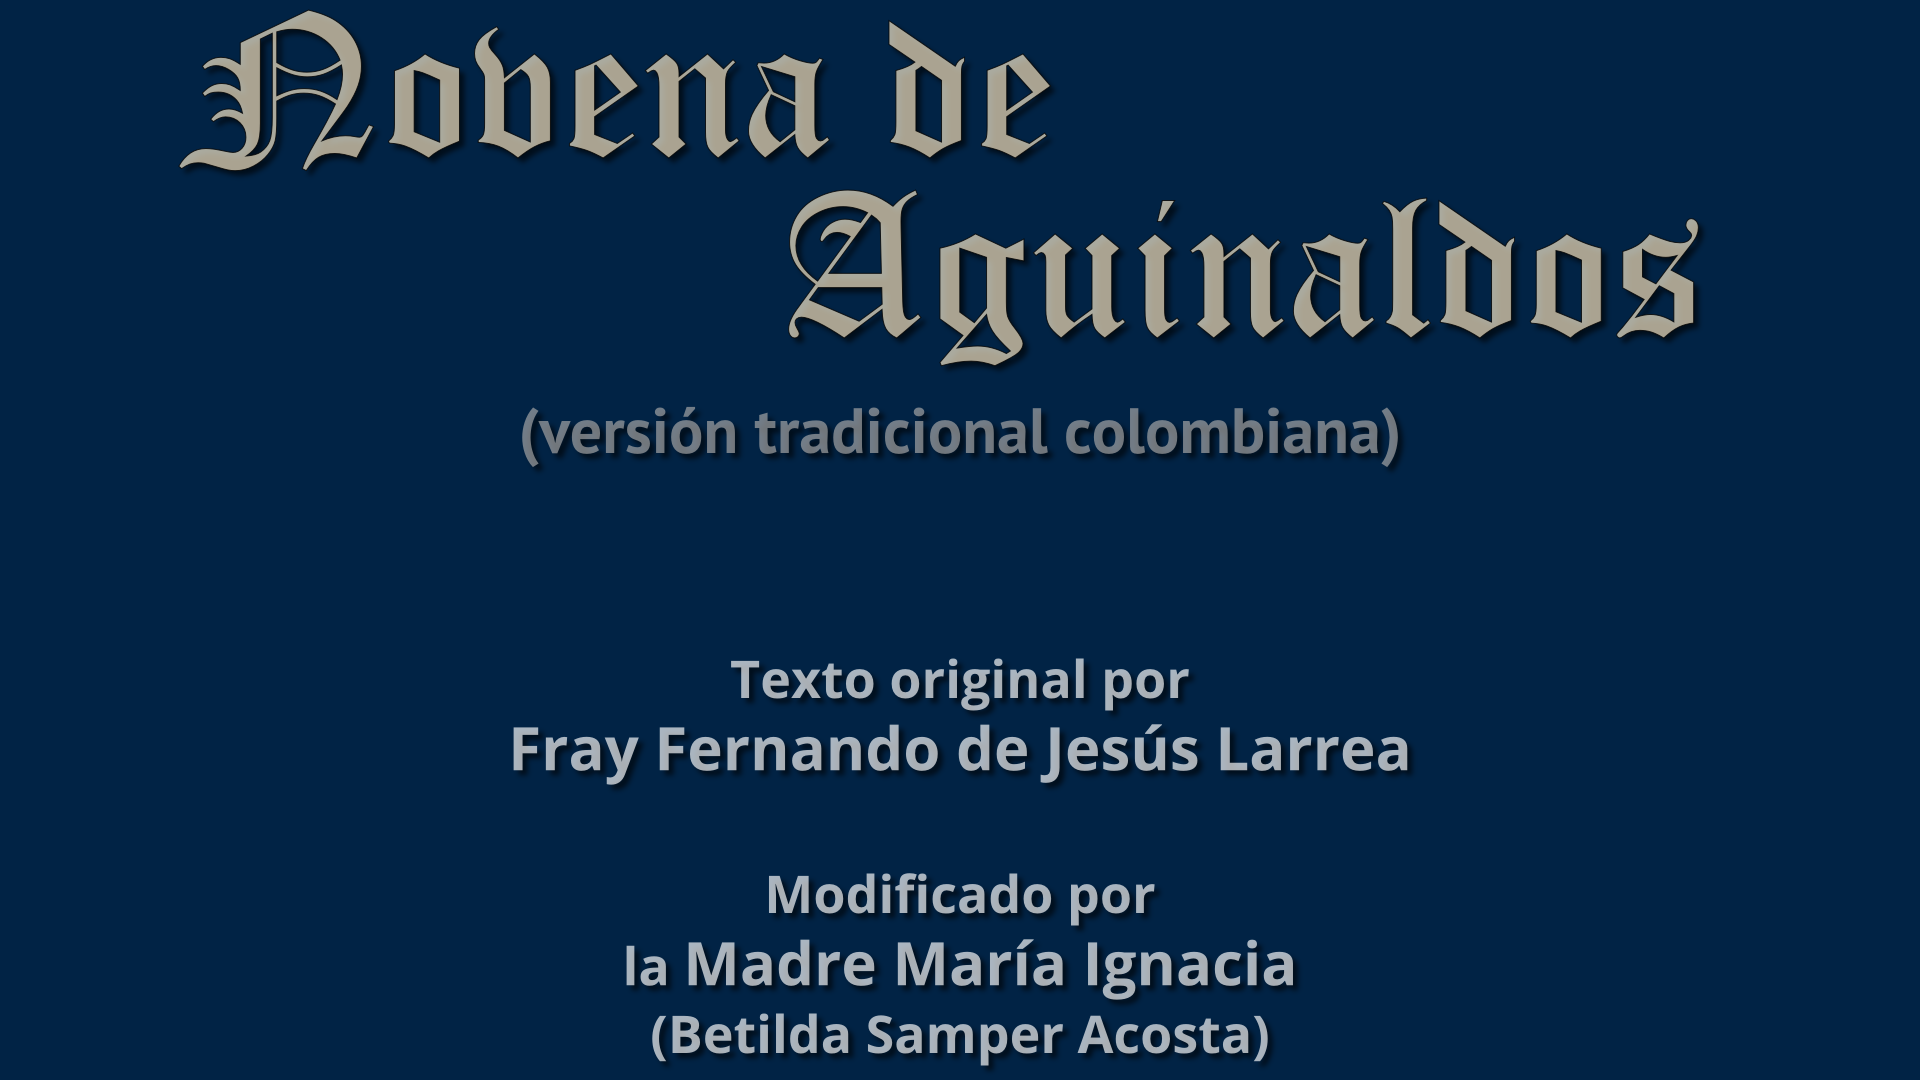 Novena de
Aguinaldos
(versión tradicional colombiana)
Texto original por
Fray Fernando de Jesús Larrea
Modificado por
la Madre María Ignacia
(Betilda Samper Acosta)